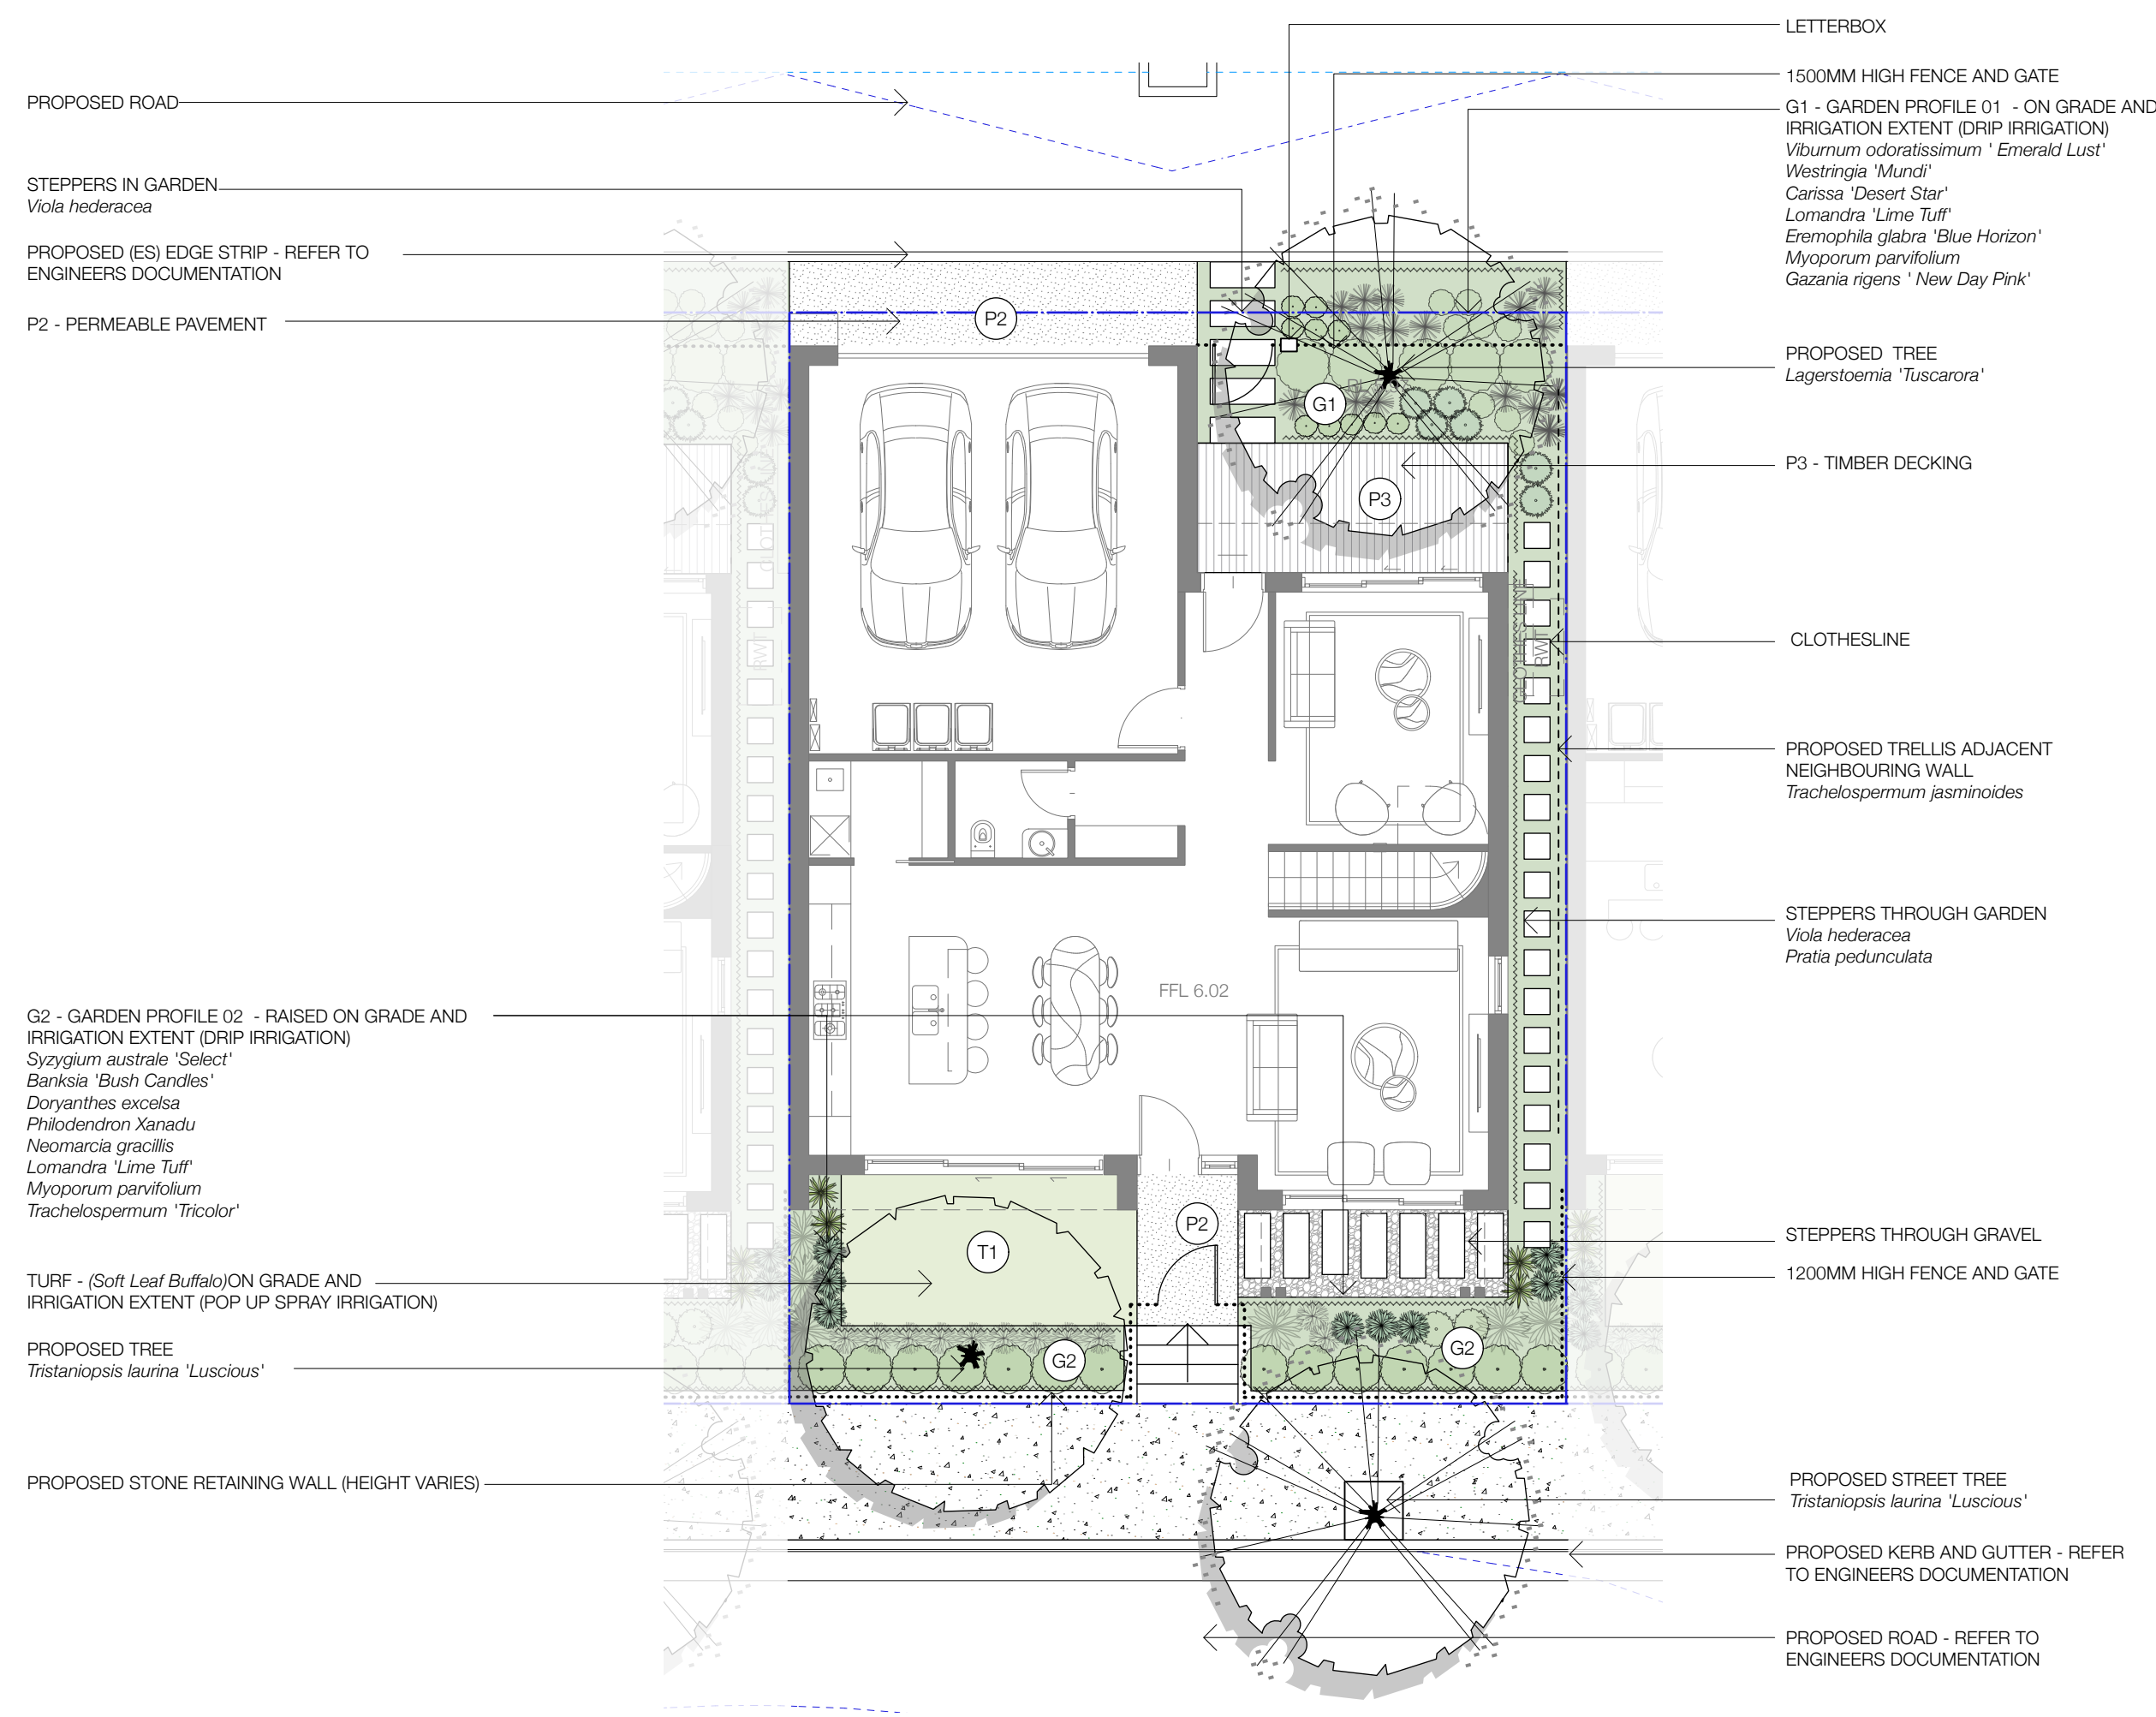 LETTERBOX
1500MM HIGH FENCE AND GATE
G1 - GARDEN PROFILE 01 - ON GRADE AND
IRRIGATION EXTENT (DRIP IRRIGATION)
Viburnum odoratissimum ' Emerald Lust'
Westringia 'Mundi'
Carissa 'Desert Star'
Lomandra 'Lime Tuff'
Eremophila glabra 'Blue Horizon'
Myoporum parvifolium
Gazania rigens ' New Day Pink'
PROPOSED TREE
Lagerstoemia 'Tuscarora'
P3 - TIMBER DECKING
CLOTHESLINE
PROPOSED TRELLIS ADJACENT
NEIGHBOURING WALL
Trachelospermum jasminoides
STEPPERS THROUGH GARDEN
Viola hederacea
Pratia pedunculata
STEPPERS THROUGH GRAVEL
1200MM HIGH FENCE AND GATE
PROPOSED STREET TREE
Tristaniopsis laurina 'Luscious'
PROPOSED KERB AND GUTTER - REFER
TO ENGINEERS DOCUMENTATION
PROPOSED ROAD - REFER TO
ENGINEERS DOCUMENTATION
PROPOSED ROAD
STEPPERS IN GARDEN
Viola hederacea
PROPOSED (ES) EDGE STRIP - REFER TO
ENGINEERS DOCUMENTATION
P2 - PERMEABLE PAVEMENT
G2 - GARDEN PROFILE 02 - RAISED ON GRADE AND
IRRIGATION EXTENT (DRIP IRRIGATION)
Syzygium australe 'Select'
Banksia 'Bush Candles'
Doryanthes excelsa
Philodendron Xanadu
Neomarcia gracillis
Lomandra 'Lime Tuff'
Myoporum parvifolium
Trachelospermum 'Tricolor'
TURF - (Soft Leaf Buffalo)ON GRADE AND
IRRIGATION EXTENT (POP UP SPRAY IRRIGATION)
PROPOSED TREE
Tristaniopsis laurina 'Luscious'
PROPOSED STONE RETAINING WALL (HEIGHT VARIES)
P2
G1
P3
RWT
RWT
FFL 6.02
P2
T1
G2
G2